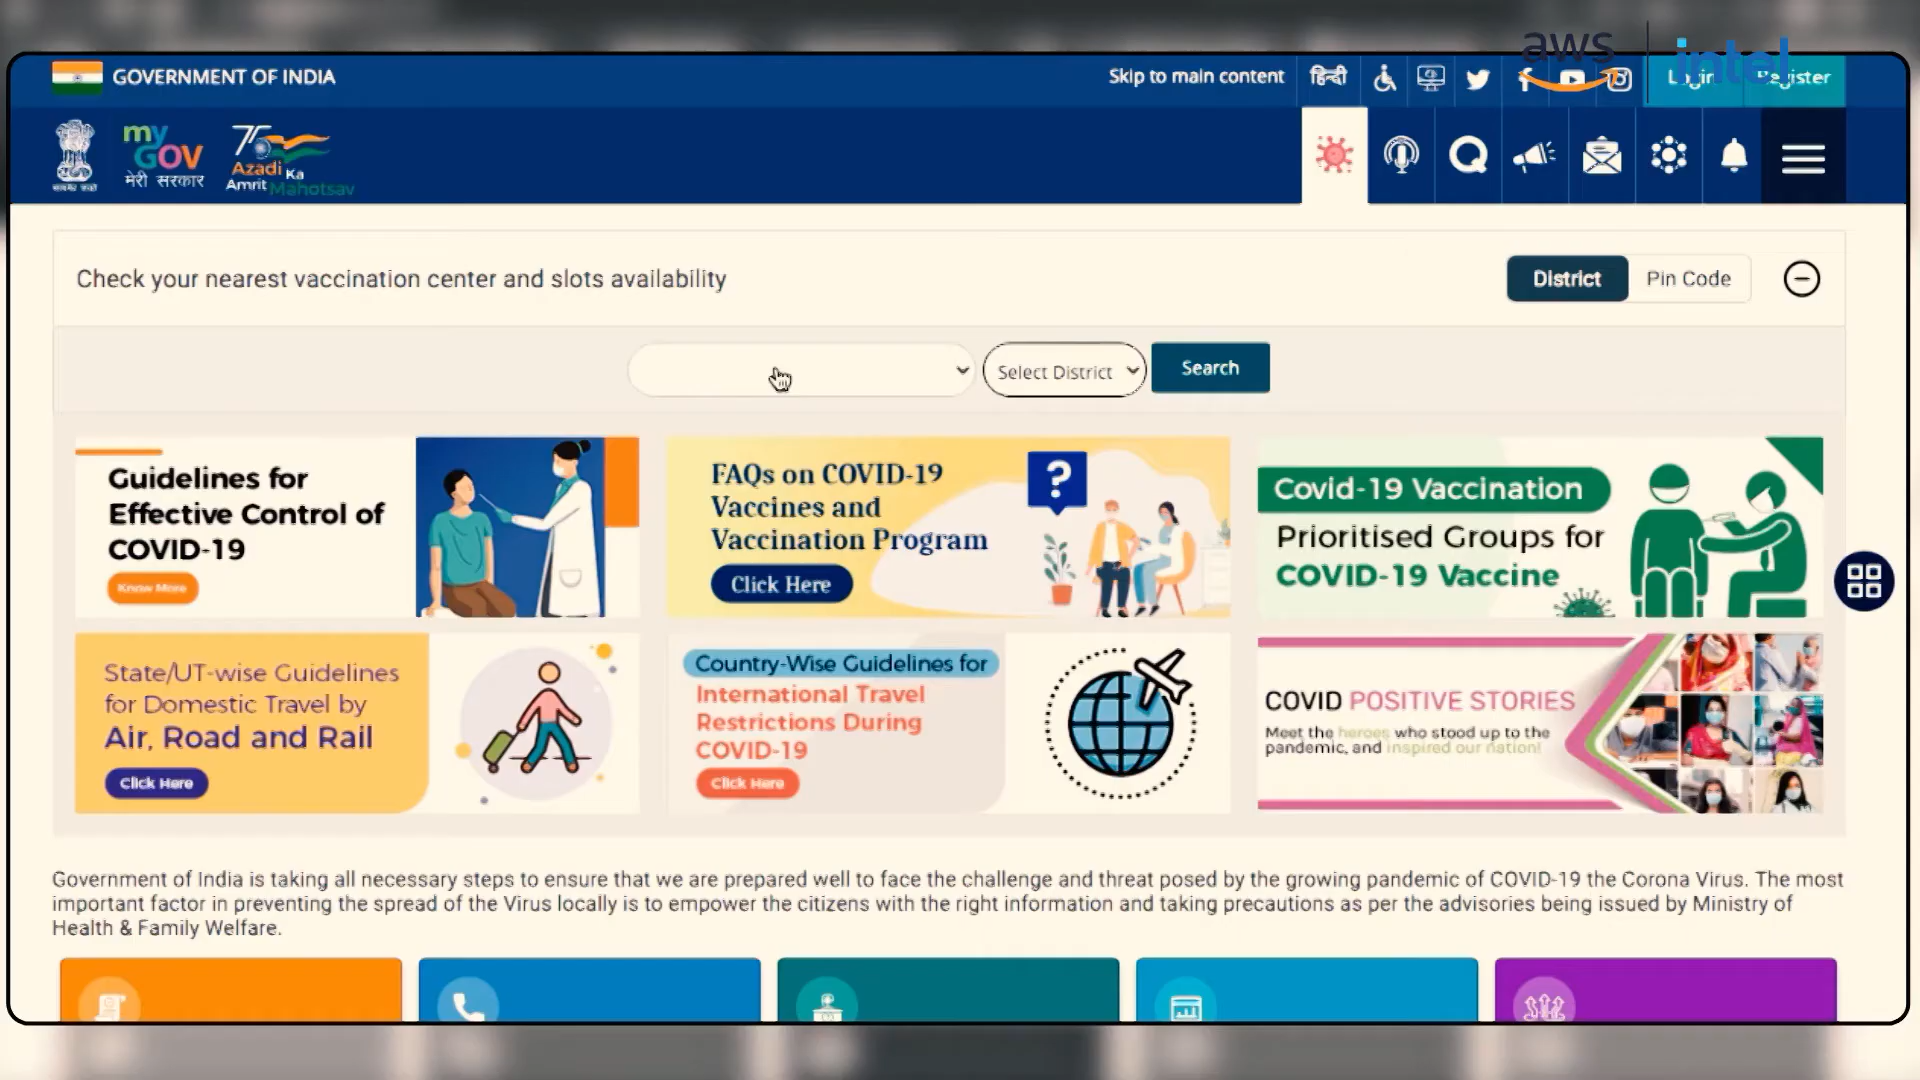 aws
intel
GOVERNMENT OF INDIA
Skip to main content
हिन्दी
Login
Register
my
GOV
मेरी सरकार
75
Azadi Ka
Amrit Mahotsav
Check your nearest vaccination center and slots availability
District
Pin Code
Select District
Search
Guidelines for
Effective Control of
COVID-19
Know More
FAQs on COVID-19
Vaccines and
Vaccination Program
Click Here
?
Covid-19 Vaccination
Prioritised Groups for
COVID-19 Vaccine
State/UT-wise Guidelines
for Domestic Travel by
Air, Road and Rail
Click Here
Country-Wise Guidelines for
International Travel
Restrictions During
COVID-19
Click Here
COVID POSITIVE STORIES
Meet the heroes who stood up to the
pandemic, and inspired our nation!
Government of India is taking all necessary steps to ensure that we are prepared well to face the challenge and threat posed by the growing pandemic of COVID-19 the Corona Virus. The most
important factor in preventing the spread of the Virus locally is to empower the citizens with the right information and taking precautions as per the advisories being issued by Ministry of
Health & Family Welfare.